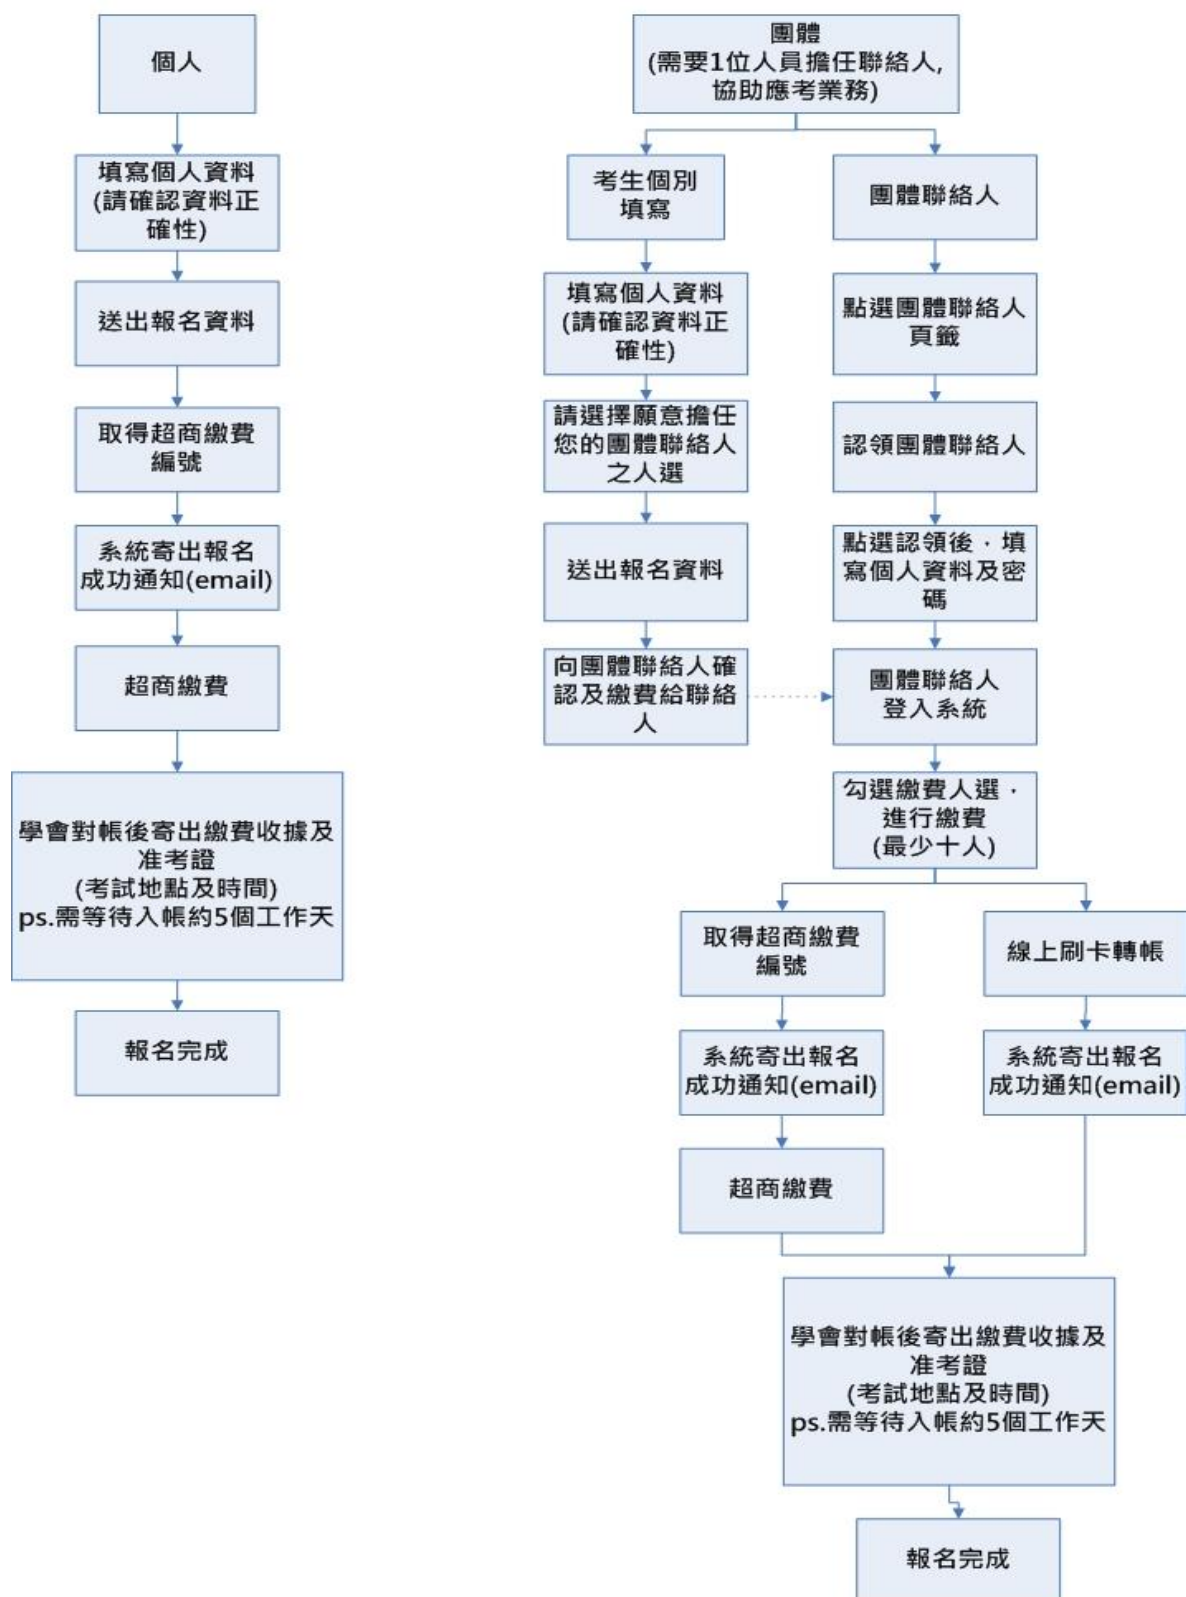 個人
填寫個人資料
(請確認資料正
確性)
送出報名資料
取得超商繳費
編號
系統寄出報名
成功通知(email)
超商繳費
學會對帳後寄出繳費收據及
准考證
(考試地點及時間)
ps.需等待入帳約5個工作天
報名完成
團體
(需要1位人員擔任聯絡人,
協助應考業務)
考生個別
填寫
填寫個人資料
(請確認資料正
確性)
請選擇願意擔任
您的團體聯絡人
之人選
送出報名資料
向團體聯絡人確
認及繳費給聯絡
人
團體聯絡人
點選團體聯絡人
頁籤
認領團體聯絡人
點選認領後，填
寫個人資料及密
碼
團體聯絡人
登入系統
勾選繳費人選，
進行繳費
(最少十人)
取得超商繳費
編號
系統寄出報名
成功通知(email)
超商繳費
線上刷卡轉帳
系統寄出報名
成功通知(email)
學會對帳後寄出繳費收據及
准考證
(考試地點及時間)
ps.需等待入帳約5個工作天
報名完成